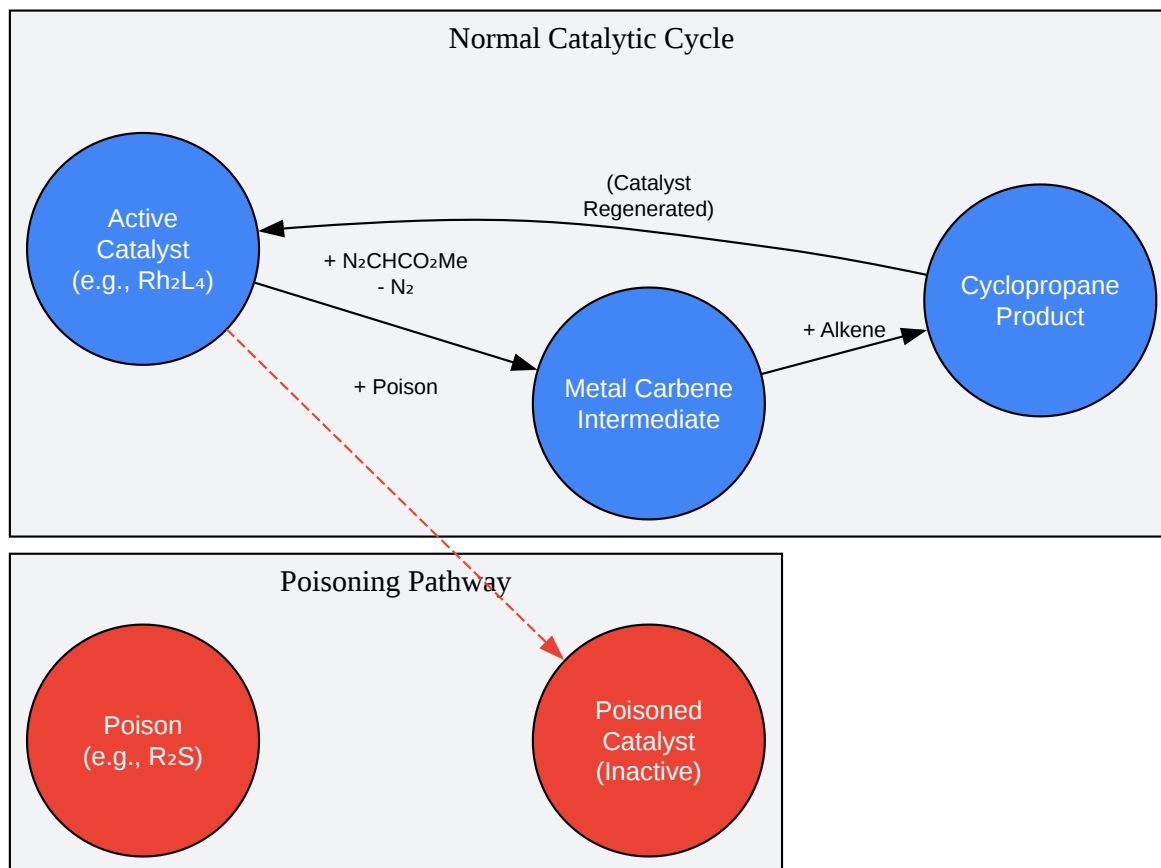 Normal Catalytic Cycle
Active
Catalyst
(e.g., Rh₂L₄)
(Catalyst
Regenerated)
+ N₂CHCO₂Me
- N₂
Cyclopropane
Product
+ Alkene
+ Poison
Metal Carbene
Intermediate
Poisoning Pathway
Poison
(e.g., R₂S)
Poisoned
Catalyst
(Inactive)